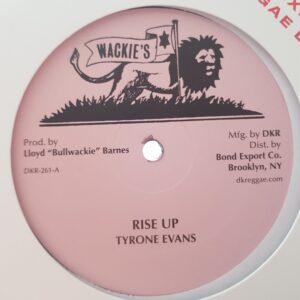 WACKIE'S
Prod. by
Lloyd "Bullwackie" Barnes
DKR-261-A
Mfg. by DKR
Dist. by
Bond Export Co.
Brooklyn, NY
dkreggae.com
RISE UP
TYRONE EVANS